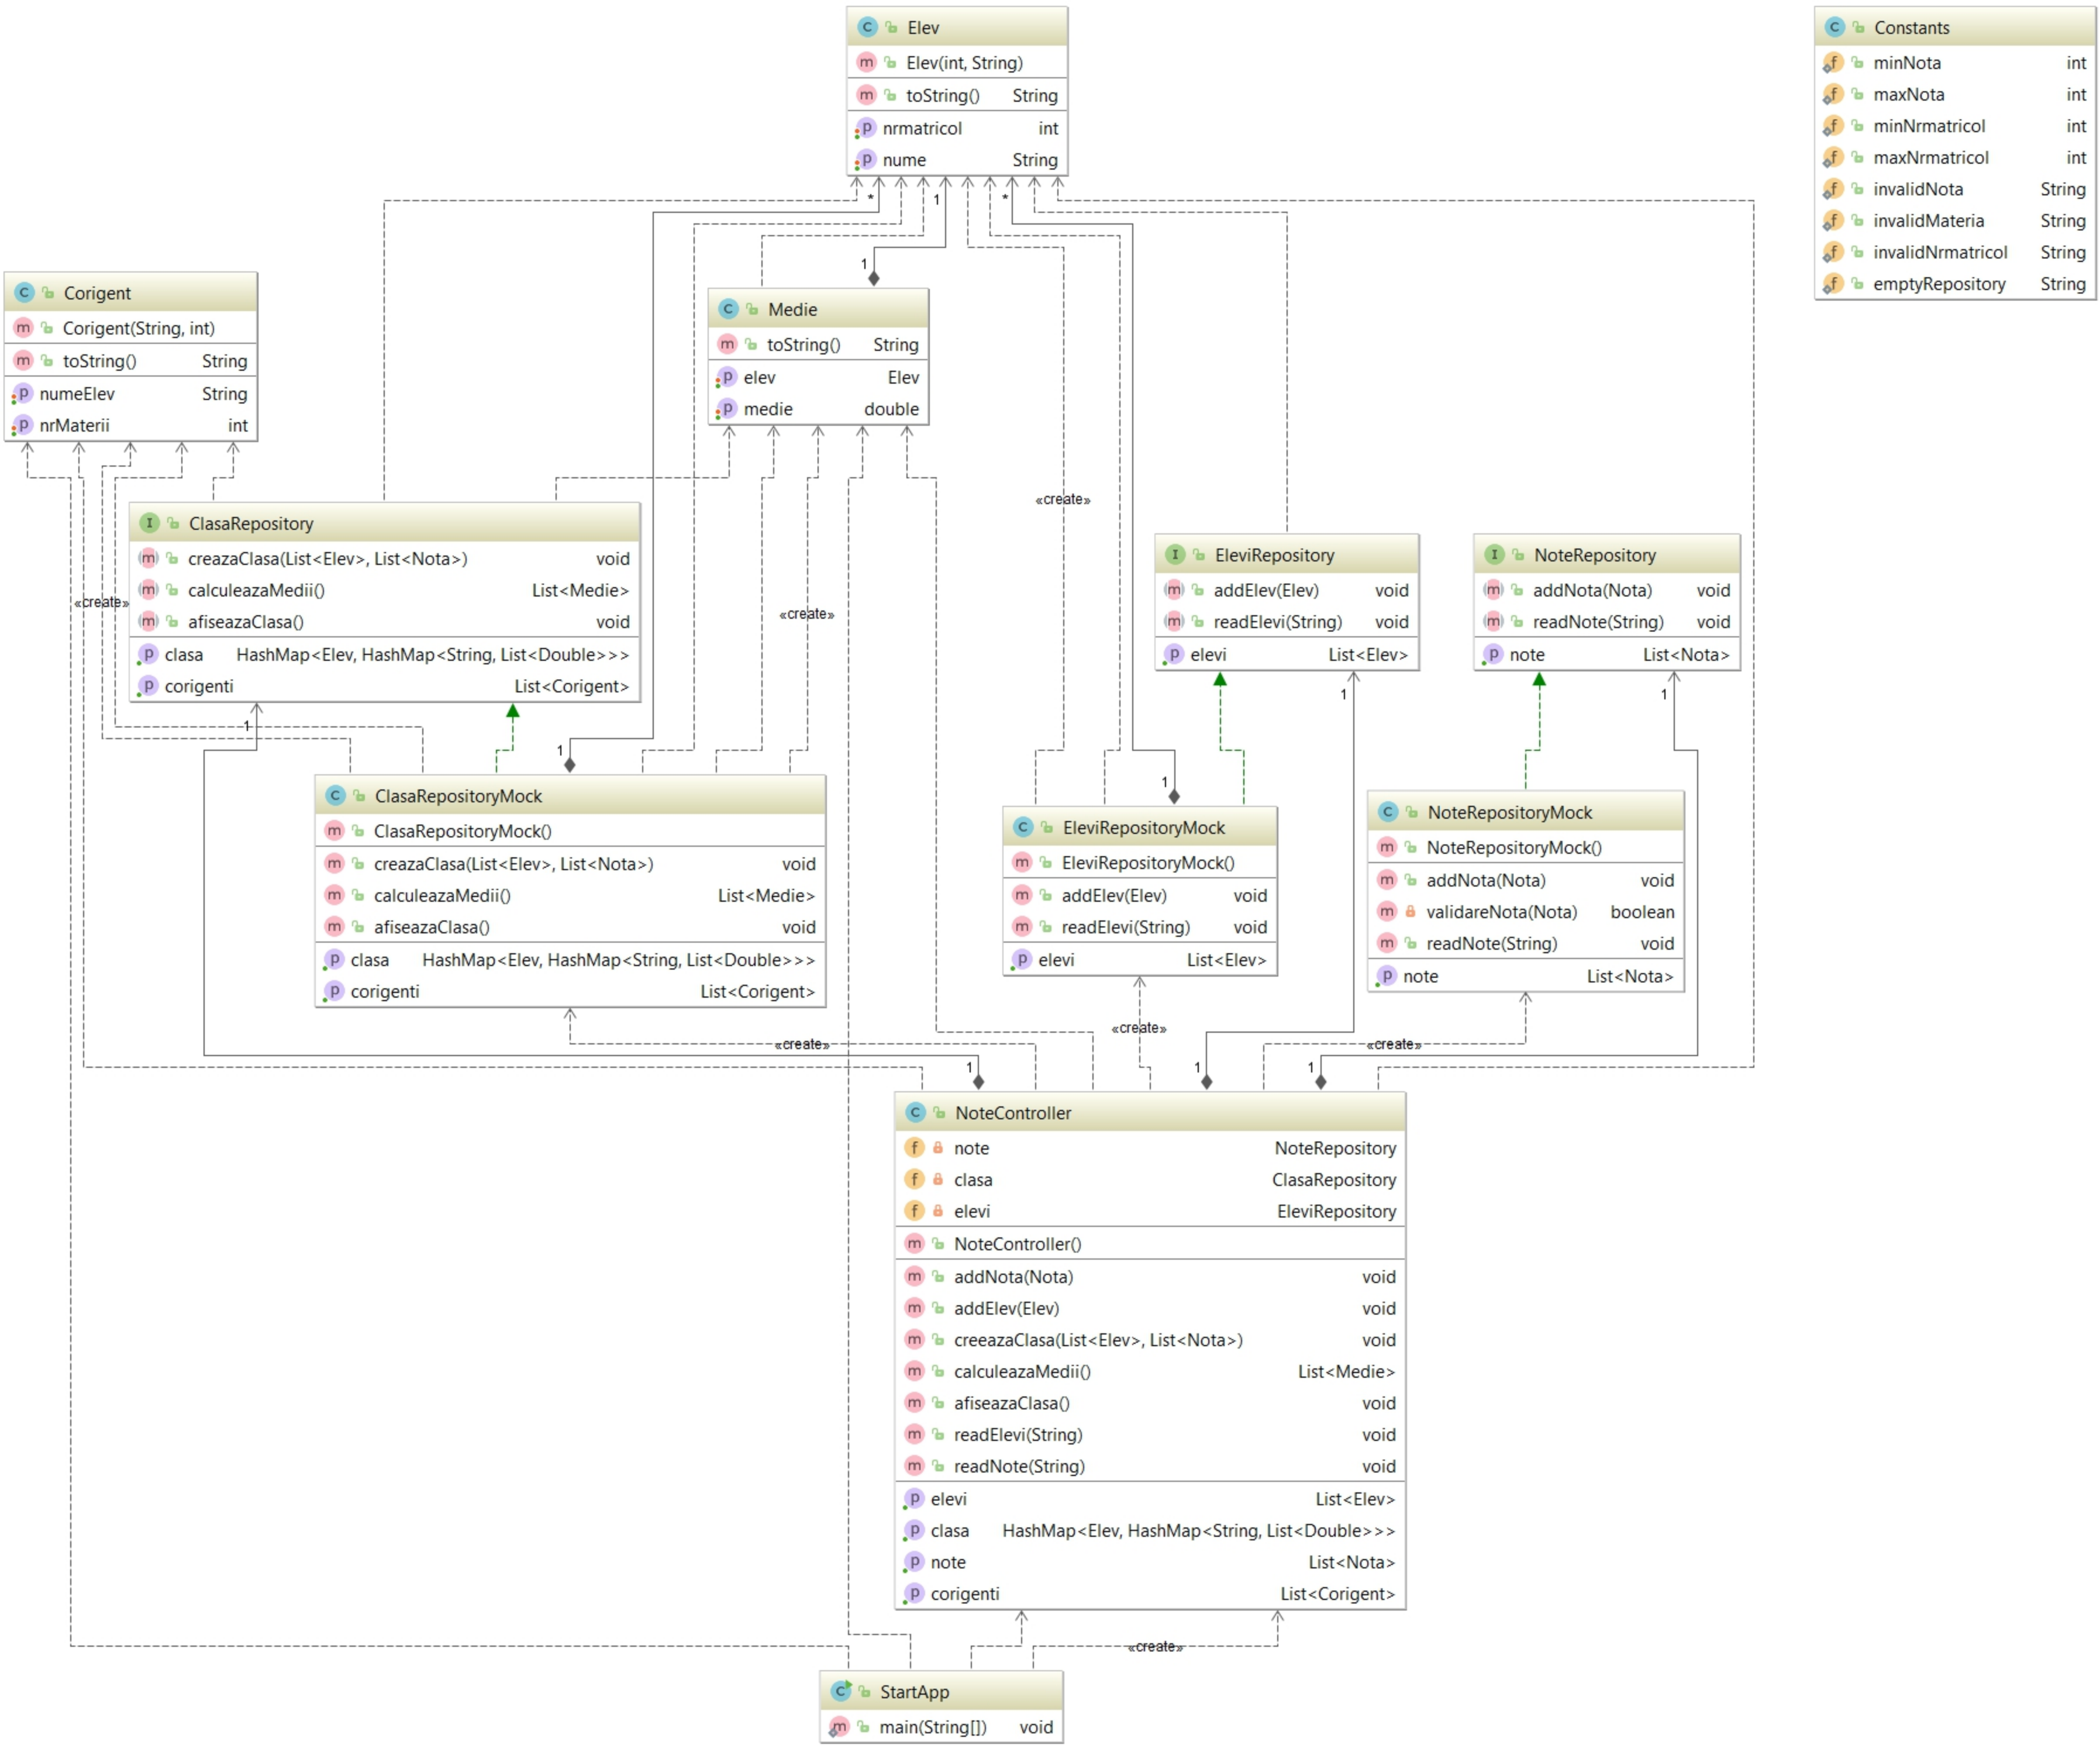 Elev
Elev(int, String)
toString() String
nrmatricol int
nume String
Constants
minNota int
maxNota int
minNrmatricol int
maxNrmatricol int
invalidNota String
invalidMateria String
invalidNrmatricol String
emptyRepository String
* 1 *
1
Corigent
Corigent(String, int)
toString() String
numeElev String
nrMaterii int
Medie
toString() String
elev Elev
medie double
«create»
ClasaRepository
creazaClasa(List<Elev>, List<Nota>) void
calculeazaMedii() List<Medie>
afiseazaClasa() void
clasa HashMap<Elev, HashMap<String, List<Double>>>
corigenti List<Corigent>
«create»
«create»
EleviRepository
addElev(Elev) void
readElevi(String) void
elevi List<Elev>
NoteRepository
addNota(Nota) void
readNote(String) void
note List<Nota>
1
1
1
1
1
ClasaRepositoryMock
ClasaRepositoryMock()
creazaClasa(List<Elev>, List<Nota>) void
calculeazaMedii() List<Medie>
afiseazaClasa() void
clasa HashMap<Elev, HashMap<String, List<Double>>>
corigenti List<Corigent>
EleviRepositoryMock
EleviRepositoryMock()
addElev(Elev) void
readElevi(String) void
elevi List<Elev>
NoteRepositoryMock
NoteRepositoryMock()
addNota(Nota) void
validareNota(Nota) boolean
readNote(String) void
note List<Nota>
«create»
«create»
«create»
1 1 1
NoteController
note NoteRepository
clasa ClasaRepository
elevi EleviRepository
NoteController()
addNota(Nota) void
addElev(Elev) void
creeazaClasa(List<Elev>, List<Nota>) void
calculeazaMedii() List<Medie>
afiseazaClasa() void
readElevi(String) void
readNote(String) void
elevi List<Elev>
clasa HashMap<Elev, HashMap<String, List<Double>>>
note List<Nota>
corigenti List<Corigent>
«create»
StartApp
main(String[]) void